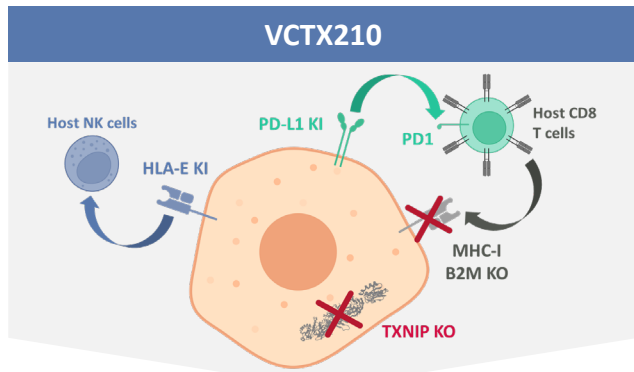 VCTX210
Host NK cells
HLA-E KI
PD-L1 KI
PD1
Host CD8
T cells
MHC-I
B2M KO
TXNIP KO